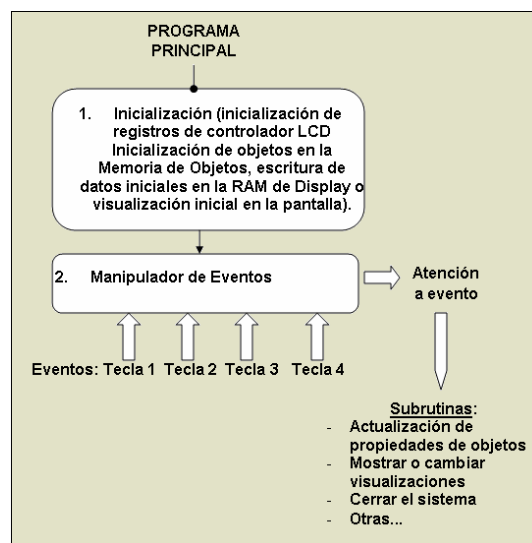 PROGRAMA
PRINCIPAL
1. Inicialización (inicialización de
registros de controlador LCD
Inicialización de objetos en la
Memoria de Objetos, escritura de
datos iniciales en la RAM de Display o
visualización inicial en la pantalla).
2. Manipulador de Eventos
Atención
a evento
Eventos: Tecla 1 Tecla 2 Tecla 3 Tecla 4
Subrutinas:
- Actualización de
propiedades de objetos
- Mostrar o cambiar
visualizaciones
- Cerrar el sistema
- Otras...